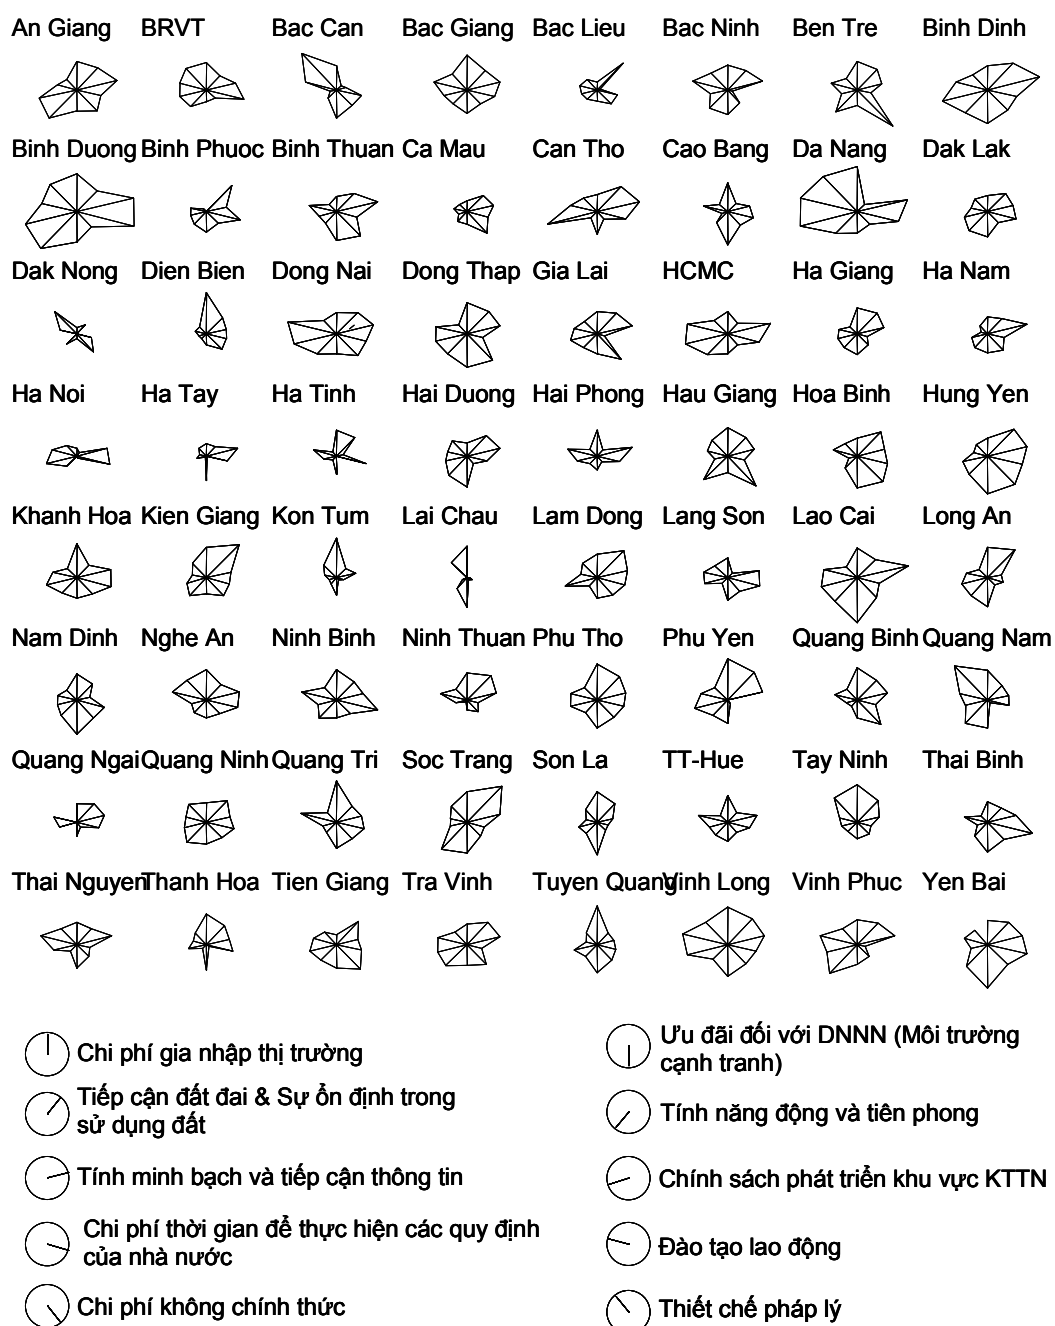 An Giang BRVT Bac Can Bac Giang Bac Lieu Bac Ninh Ben Tre Binh Dinh
Binh Duong Binh Phuoc Binh Thuan Ca Mau Can Tho Cao Bang Da Nang Dak Lak
Dak Nong Dien Bien Dong Nai Dong Thap Gia Lai HCMC Ha Giang Ha Nam
Ha Noi Ha Tay Ha Tinh Hai Duong Hai Phong Hau Giang Hoa Binh Hung Yen
Khanh Hoa Kien Giang Kon Tum Lai Chau Lam Dong Lang Son Lao Cai Long An
Nam Dinh Nghe An Ninh Binh Ninh Thuan Phu Tho Phu Yen Quang Binh Quang Nam
Quang Ngai Quang Ninh Quang Tri Soc Trang Son La TT-Hue Tay Ninh Thai Binh
Thai Nguyen Thanh Hoa Tien Giang Tra Vinh Tuyen Quang Vinh Long Vinh Phuc Yen Bai
Chi phí gia nhập thị trường
Tiếp cận đất đai & Sự ổn định trong
sử dụng đất
Tính minh bạch và tiếp cận thông tin
Chi phí thời gian để thực hiện các quy định
của nhà nước
Chi phí không chính thức
Ưu đãi đối với DNNN (Môi trường
cạnh tranh)
Tính năng động và tiên phong
Chính sách phát triển khu vực KTTN
Đào tạo lao động
Thiết chế pháp lý